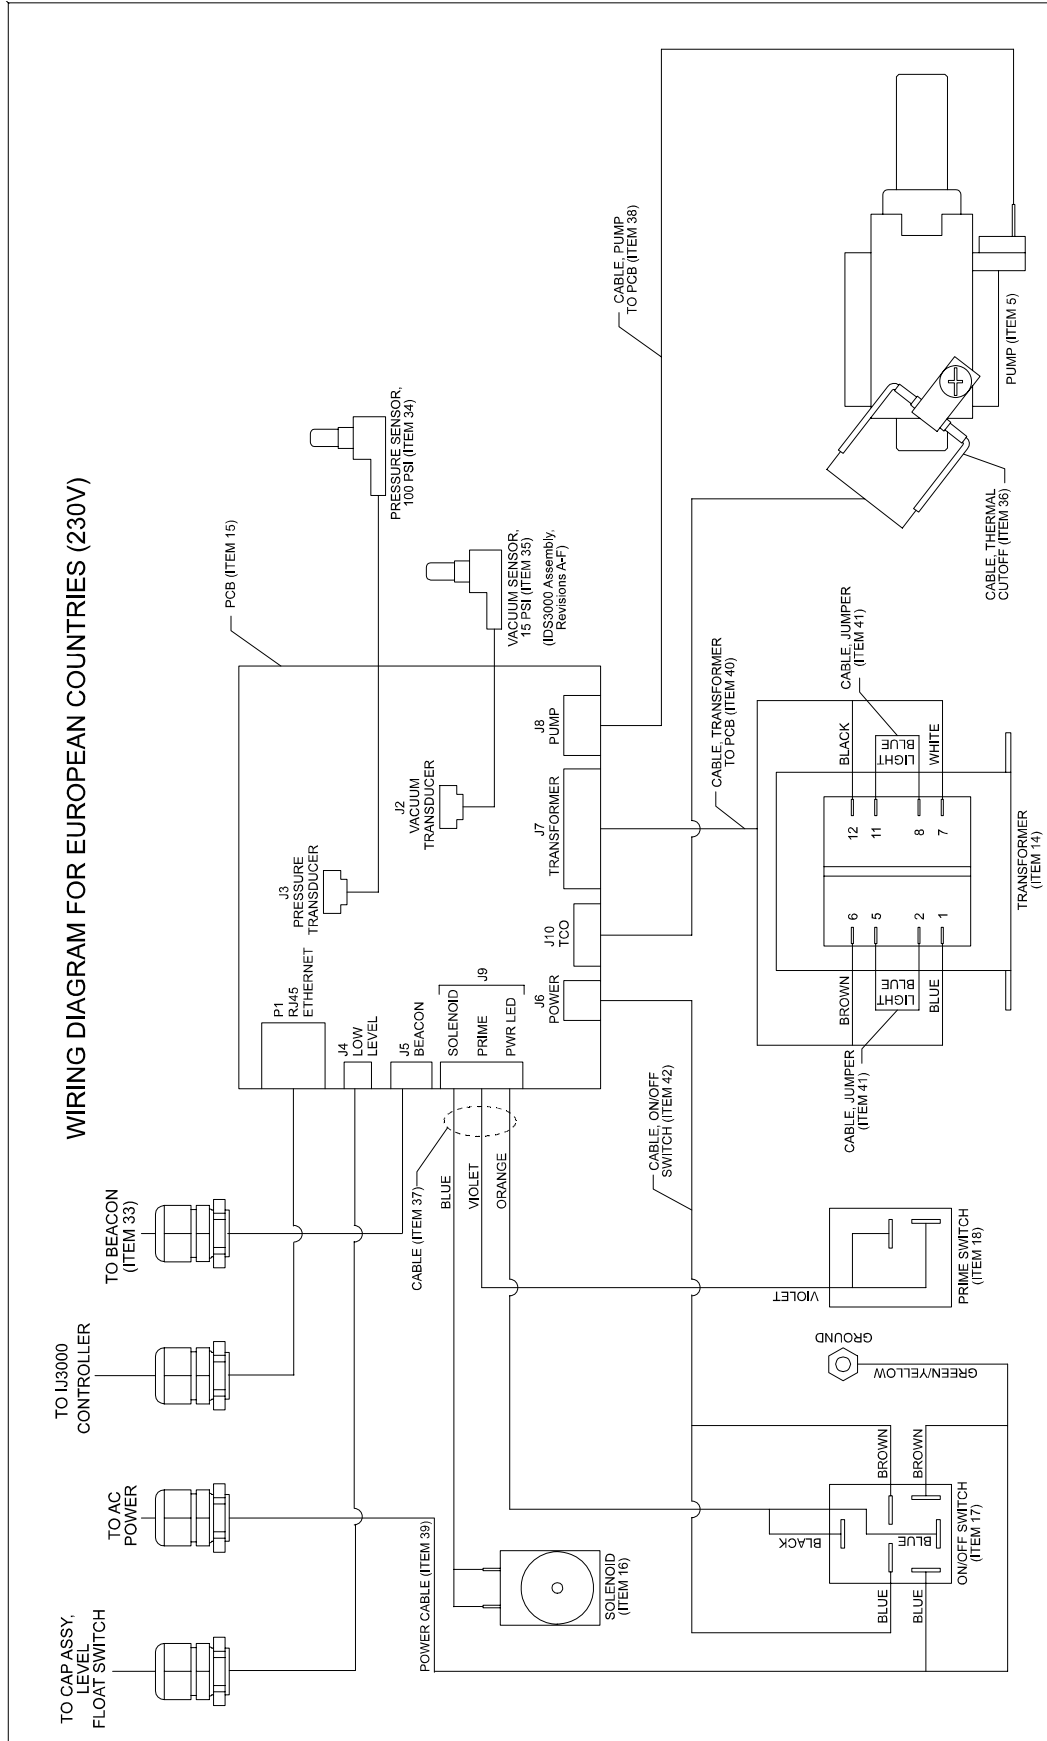 WIRING DIAGRAM FOR EUROPEAN COUNTRIES (230V)
TO CAP ASSY,
LEVEL
FLOAT SWITCH
TO AC
POWER
TO IJ3000
CONTROLLER
TO BEACON
(ITEM 33)
PCB (ITEM 15)
P1
RJ45
ETHERNET
J3
PRESSURE
TRANSDUCER
PRESSURE SENSOR,
100 PSI (ITEM 34)
J4
LOW
LEVEL
J5
BEACON
J2
VACUUM
TRANSDUCER
VACUUM SENSOR,
15 PSI (ITEM 35)
(IDS3000 Assembly,
Revisions A-F)
SOLENOID
PRIME
PWR LED
J9
J6
POWER
J10
TCO
J7
TRANSFORMER
J8
PUMP
CABLE (ITEM 37)
BLUE
VIOLET
ORANGE
POWER CABLE (ITEM 39)
SOLENOID
(ITEM 16)
CABLE, ON/OFF
SWITCH (ITEM 42)
CABLE, TRANSFORMER
TO PCB (ITEM 40)
CABLE, PUMP
TO PCB (ITEM 38)
BLUE
BLUE
BLACK
BLUE
BROWN
BROWN
ON/OFF SWITCH
(ITEM 17)
GROUND
GREEN/YELLOW
VIOLET
PRIME SWITCH
(ITEM 18)
CABLE, JUMPER
(ITEM 41)
BROWN
LIGHT
BLUE
BLUE
6
5
2
1
12
11
8
7
BLACK
LIGHT
BLUE
WHITE
CABLE, JUMPER
(ITEM 41)
TRANSFORMER
(ITEM 14)
CABLE, THERMAL
CUTOFF (ITEM 36)
PUMP (ITEM 5)